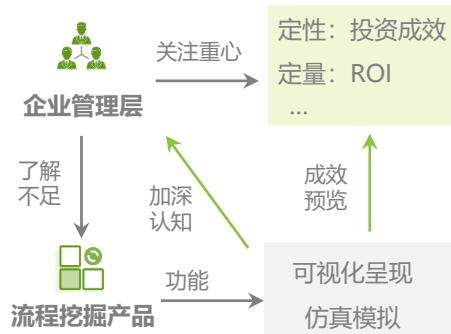 关注重心
定性：投资成效
定量：ROI
...
企业管理层
了解
不足
加深
认知
成效
预览
流程挖掘产品
功能
可视化呈现
仿真模拟